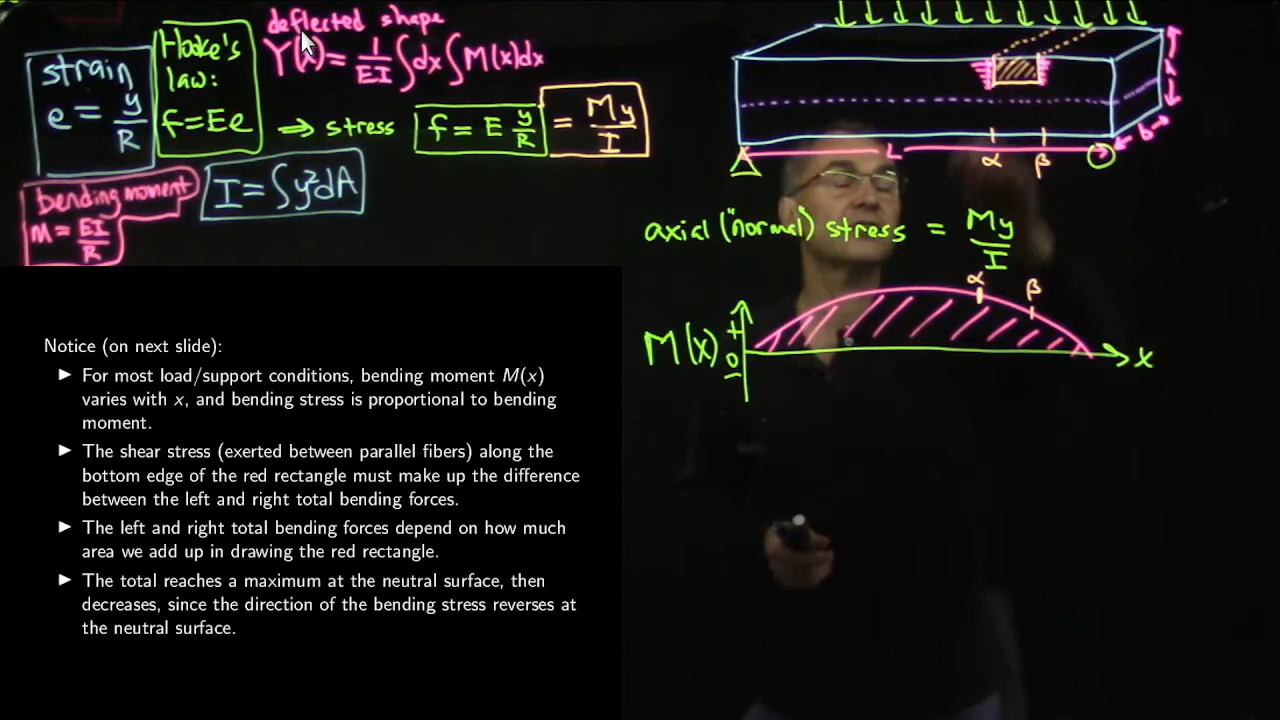 deflected shape
Y(x) = 1/EI ∫dx ∫M(x)dx
strain
e = y/R
Hooke's
law:
f=Ee
⇒ stress f = E y/R = My/I
bending moment
M = EI/R
I = ∫y²dA
Notice (on next slide):
▶ For most load/support conditions, bending moment M(x)
varies with x, and bending stress is proportional to bending
moment.
▶ The shear stress (exerted between parallel fibers) along the
bottom edge of the red rectangle must make up the difference
between the left and right total bending forces.
▶ The left and right total bending forces depend on how much
area we add up in drawing the red rectangle.
▶ The total reaches a maximum at the neutral surface, then
decreases, since the direction of the bending stress reverses at
the neutral surface.
h
b
L
α β
axial ("normal") stress = My/I
α β
M(x) + 0 − x